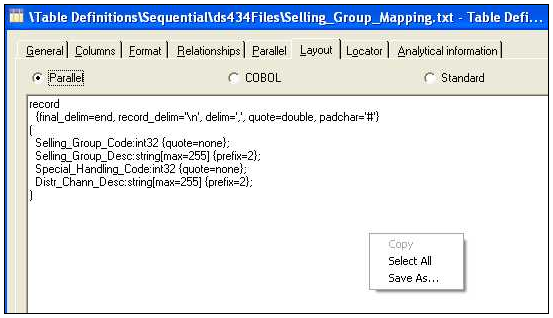 \Table Definitions\Sequential\ds434Files\Selling_Group_Mapping.txt - Table Defi...
General Columns Format Relationships Parallel Layout Locator Analytical information
Parallel COBOL Standard
record
{final_delim=end, record_delim='\n', delim=',', quote=double, padchar='#'}
(
Selling_Group_Code:int32 {quote=none};
Selling_Group_Desc:string[max=255] {prefix=2};
Special_Handling_Code:int32 {quote=none};
Distr_Chann_Desc:string[max=255] {prefix=2};
)
Copy
Select All
Save As...